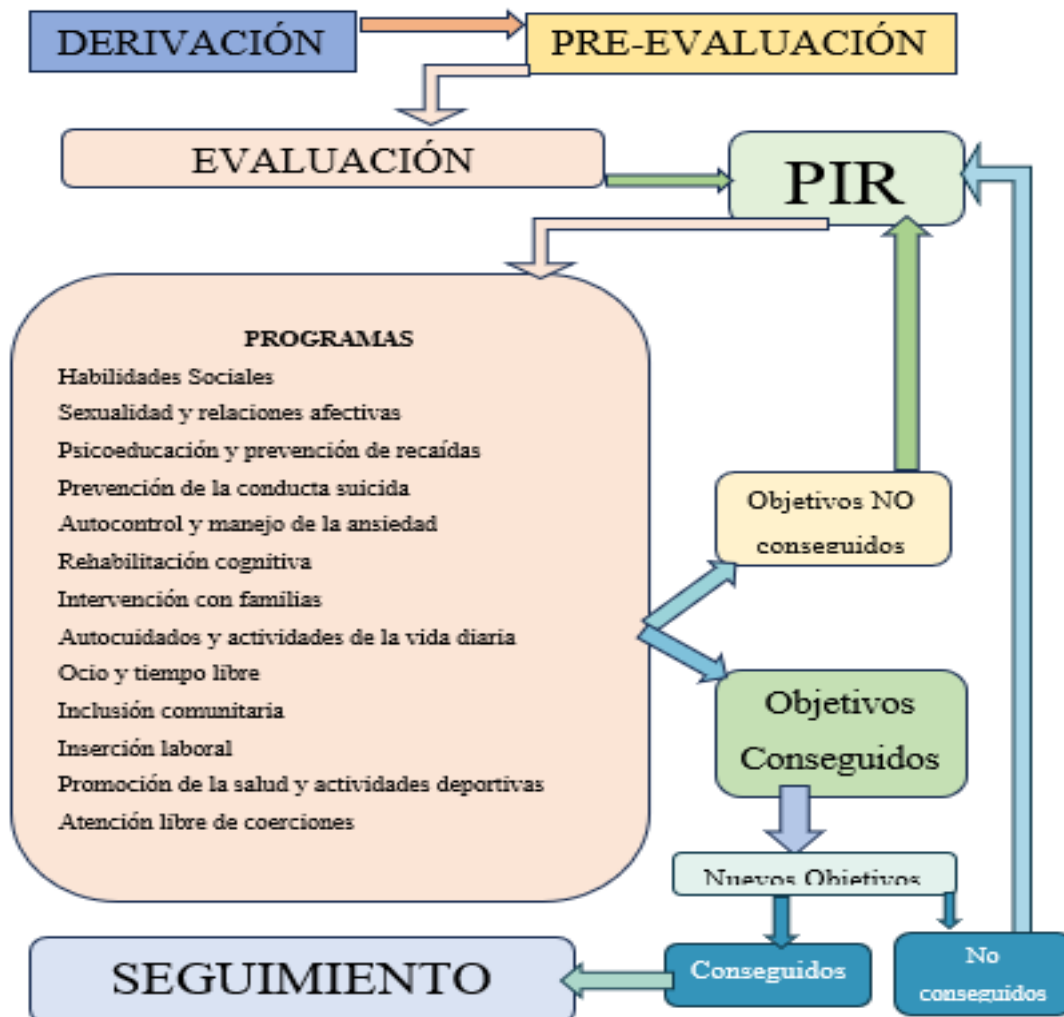 DERIVACIÓN
PRE-EVALUACIÓN
EVALUACIÓN
PIR
PROGRAMAS
Habilidades Sociales
Sexualidad y relaciones afectivas
Psicoeducación y prevención de recaídas
Prevención de la conducta suicida
Autocontrol y manejo de la ansiedad
Rehabilitación cognitiva
Intervención con familias
Autocuidados y actividades de la vida diaria
Ocio y tiempo libre
Inclusión comunitaria
Inserción laboral
Promoción de la salud y actividades deportivas
Atención libre de coerciones
Objetivos NO
conseguidos
Objetivos
Conseguidos
Nuevos Objetivos
Conseguidos
No
conseguidos
SEGUIMIENTO